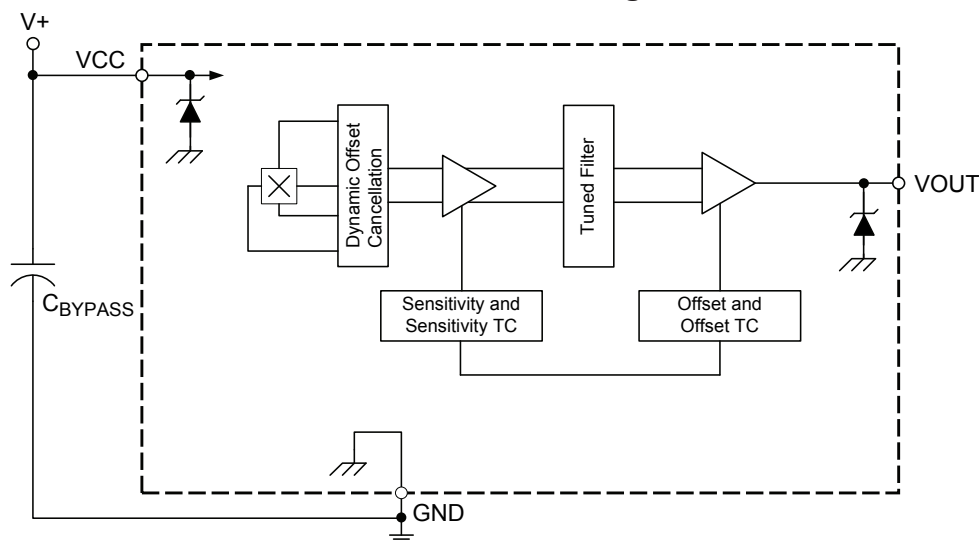 V+
VCC
Dynamic Offset
Cancellation
Tuned Filter
VOUT
CBYPASS
Sensitivity and
Sensitivity TC
Offset and
Offset TC
GND